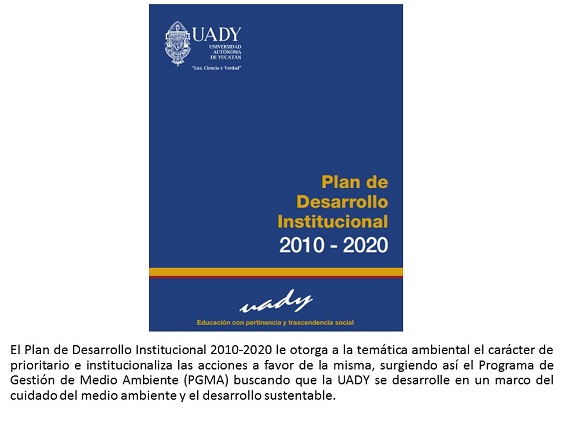 UADY
UNIVERSIDAD
AUTÓNOMA
DE YUCATÁN
"Luz, Ciencia y Verdad"
Plan de
Desarrollo
Institucional
2010 - 2020
uady
Educación con pertinencia y trascendencia social
El Plan de Desarrollo Institucional 2010-2020 le otorga a la temática ambiental el carácter de
prioritario e institucionaliza las acciones a favor de la misma, surgiendo así el Programa de
Gestión de Medio Ambiente (PGMA) buscando que la UADY se desarrolle en un marco del
cuidado del medio ambiente y el desarrollo sustentable.